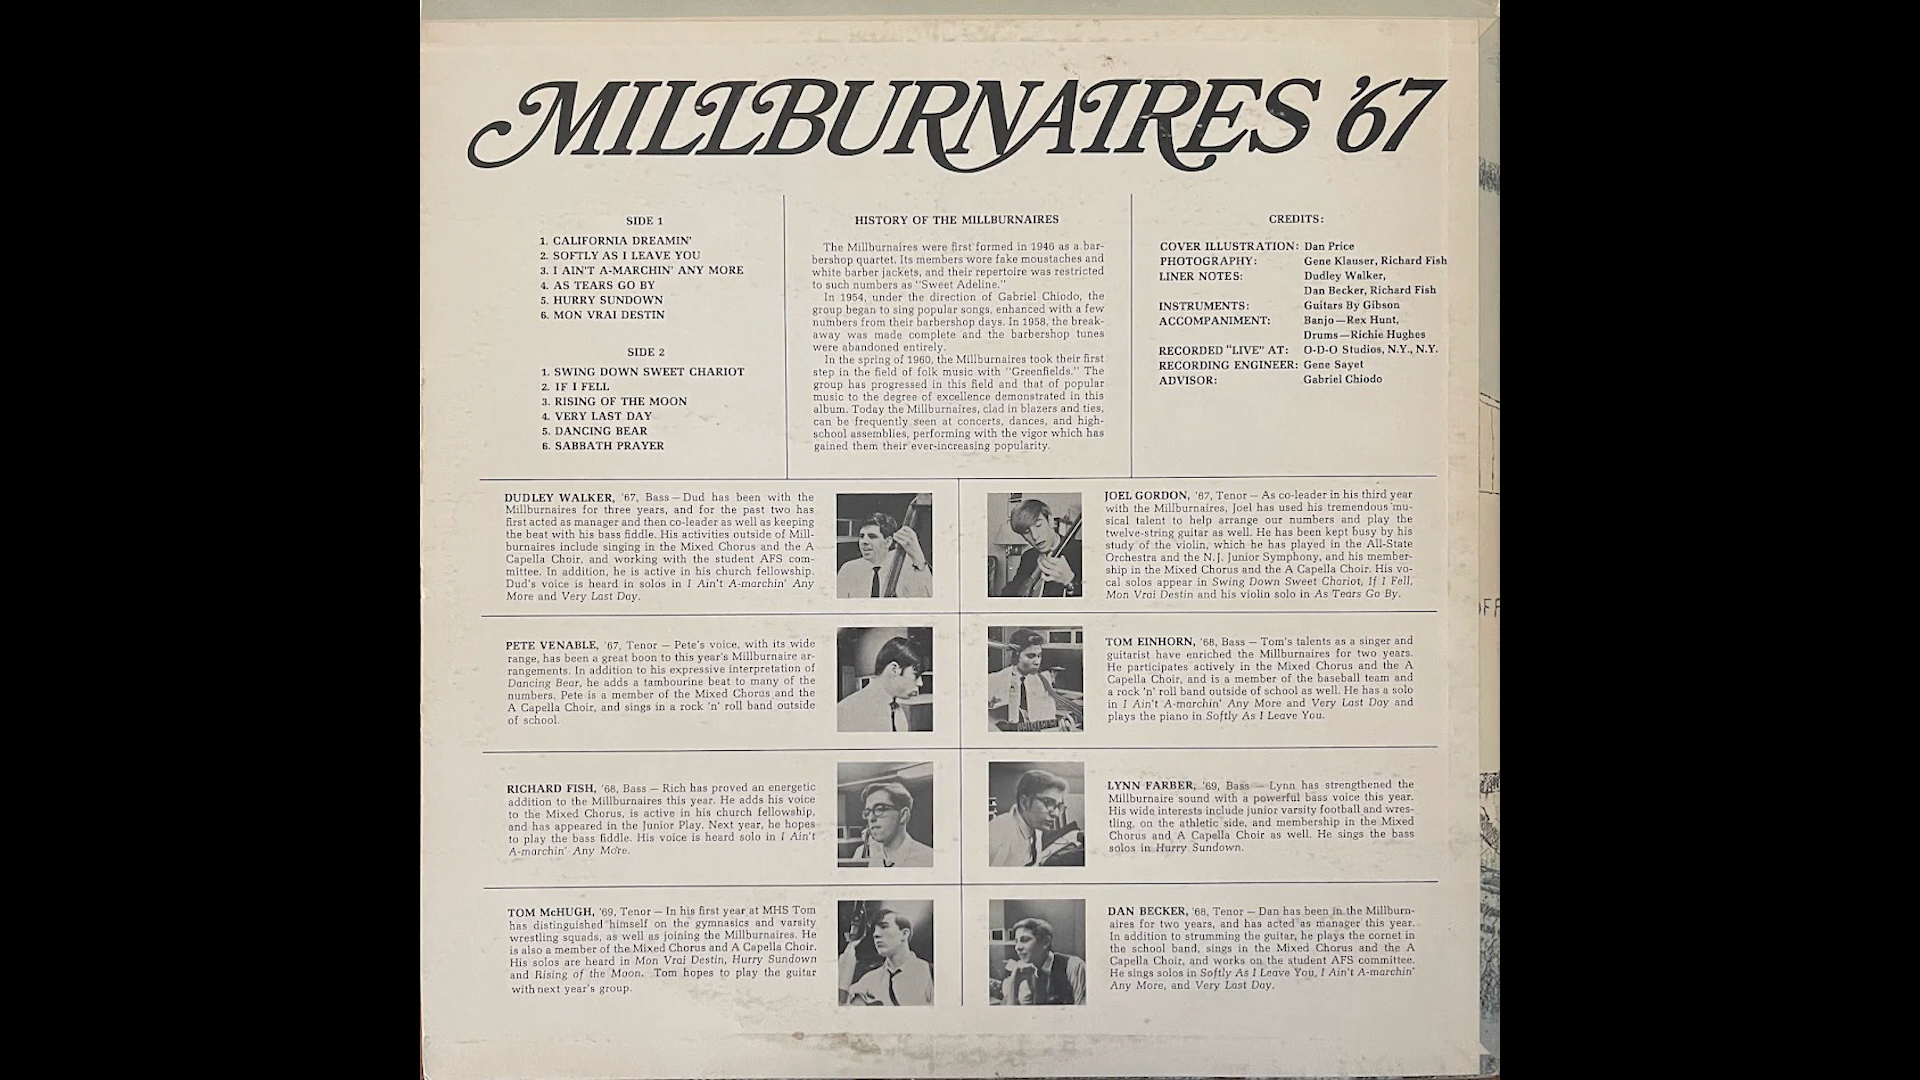 MILLBURNAIRES '67
SIDE 1
1. CALIFORNIA DREAMIN'
2. SOFTLY AS I LEAVE YOU
3. I AIN'T A-MARCHIN' ANY MORE
4. AS TEARS GO BY
5. HURRY SUNDOWN
6. MON VRAI DESTIN
SIDE 2
1. SWING DOWN SWEET CHARIOT
2. IF I FELL
3. RISING OF THE MOON
4. VERY LAST DAY
5. DANCING BEAR
6. SABBATH PRAYER
HISTORY OF THE MILLBURNAIRES
The Millburnaires were first formed in 1946 as a bar-
bershop quartet. Its members wore fake moustaches and
white barber jackets, and their repertoire was restricted
to such numbers as "Sweet Adeline."
In 1954, under the direction of Gabriel Chiodo, the
group began to sing popular songs, enhanced with a few
numbers from their barbershop days. In 1958, the break-
away was made complete and the barbershop tunes
were abandoned entirely.
In the spring of 1960, the Millburnaires took their first
step in the field of folk music with "Greenfields." The
group has progressed in this field and that of popular
music to the degree of excellence demonstrated in this
album. Today the Millburnaires, clad in blazers and ties,
can be frequently seen at concerts, dances, and high-
school assemblies, performing with the vigor which has
gained them their ever-increasing popularity.
CREDITS:
COVER ILLUSTRATION: Dan Price
PHOTOGRAPHY: Gene Klauser, Richard Fish
LINER NOTES: Dudley Walker,
Dan Becker, Richard Fish
INSTRUMENTS: Guitars By Gibson
ACCOMPANIMENT: Banjo—Rex Hunt,
Drums—Richie Hughes
RECORDED "LIVE" AT: O-D-O Studios, N.Y., N.Y.
RECORDING ENGINEER: Gene Sayet
ADVISOR: Gabriel Chiodo
DUDLEY WALKER, '67, Bass — Dud has been with the
Millburnaires for three years, and for the past two has
first acted as manager and then co-leader as well as keeping
the beat with his bass fiddle. His activities outside of Mill-
burnaires include singing in the Mixed Chorus and the A
Capella Choir, and working with the student AFS com-
mittee. In addition, he is active in his church fellowship.
Dud's voice is heard in solos in I Ain't A-marchin' Any
More and Very Last Day.
JOEL GORDON, '67, Tenor — As co-leader in his third year
with the Millburnaires, Joel has used his tremendous mu-
sical talent to help arrange our numbers and play the
twelve-string guitar as well. He has been kept busy by his
study of the violin, which he has played in the All-State
Orchestra and the N.J. Junior Symphony, and his member-
ship in the Mixed Chorus and the A Capella Choir. His vo-
cal solos appear in Swing Down Sweet Chariot, If I Fell,
Mon Vrai Destin and his violin solo in As Tears Go By.
PETE VENABLE, '67, Tenor — Pete's voice, with its wide
range, has been a great boon to this year's Millburnaire ar-
rangements. In addition to his expressive interpretation of
Dancing Bear, he adds a tambourine beat to many of the
numbers. Pete is a member of the Mixed Chorus and the
A Capella Choir, and sings in a rock 'n' roll band outside
of school.
TOM EINHORN, '68, Bass — Tom's talents as a singer and
guitarist have enriched the Millburnaires for two years.
He participates actively in the Mixed Chorus and the A
Capella Choir, and is a member of the baseball team and
a rock 'n' roll band outside of school as well. He has a solo
in I Ain't A-marchin' Any More and Very Last Day and
plays the piano in Softly As I Leave You.
RICHARD FISH, '68, Bass — Rich has proved an energetic
addition to the Millburnaires this year. He adds his voice
to the Mixed Chorus, is active in his church fellowship,
and has appeared in the Junior Play. Next year, he hopes
to play the bass fiddle. His voice is heard solo in I Ain't
A-marchin' Any More.
LYNN FARBER, '69, Bass — Lynn has strengthened the
Millburnaire sound with a powerful bass voice this year.
His wide interests include junior varsity football and wres-
tling, on the athletic side, and membership in the Mixed
Chorus and A Capella Choir as well. He sings the bass
solos in Hurry Sundown.
TOM McHUGH, '69, Tenor — In his first year at MHS Tom
has distinguished himself on the gymnasics and varsity
wrestling squads, as well as joining the Millburnaires. He
is also a member of the Mixed Chorus and A Capella Choir.
His solos are heard in Mon Vrai Destin, Hurry Sundown
and Rising of the Moon. Tom hopes to play the guitar
with next year's group.
DAN BECKER, '68, Tenor — Dan has been in the Millburn-
aires for two years, and has acted as manager this year.
In addition to strumming the guitar, he plays the cornet in
the school band, sings in the Mixed Chorus and the A
Capella Choir, and works on the student AFS committee.
He sings solos in Softly As I Leave You, I Ain't A-marchin'
Any More, and Very Last Day.